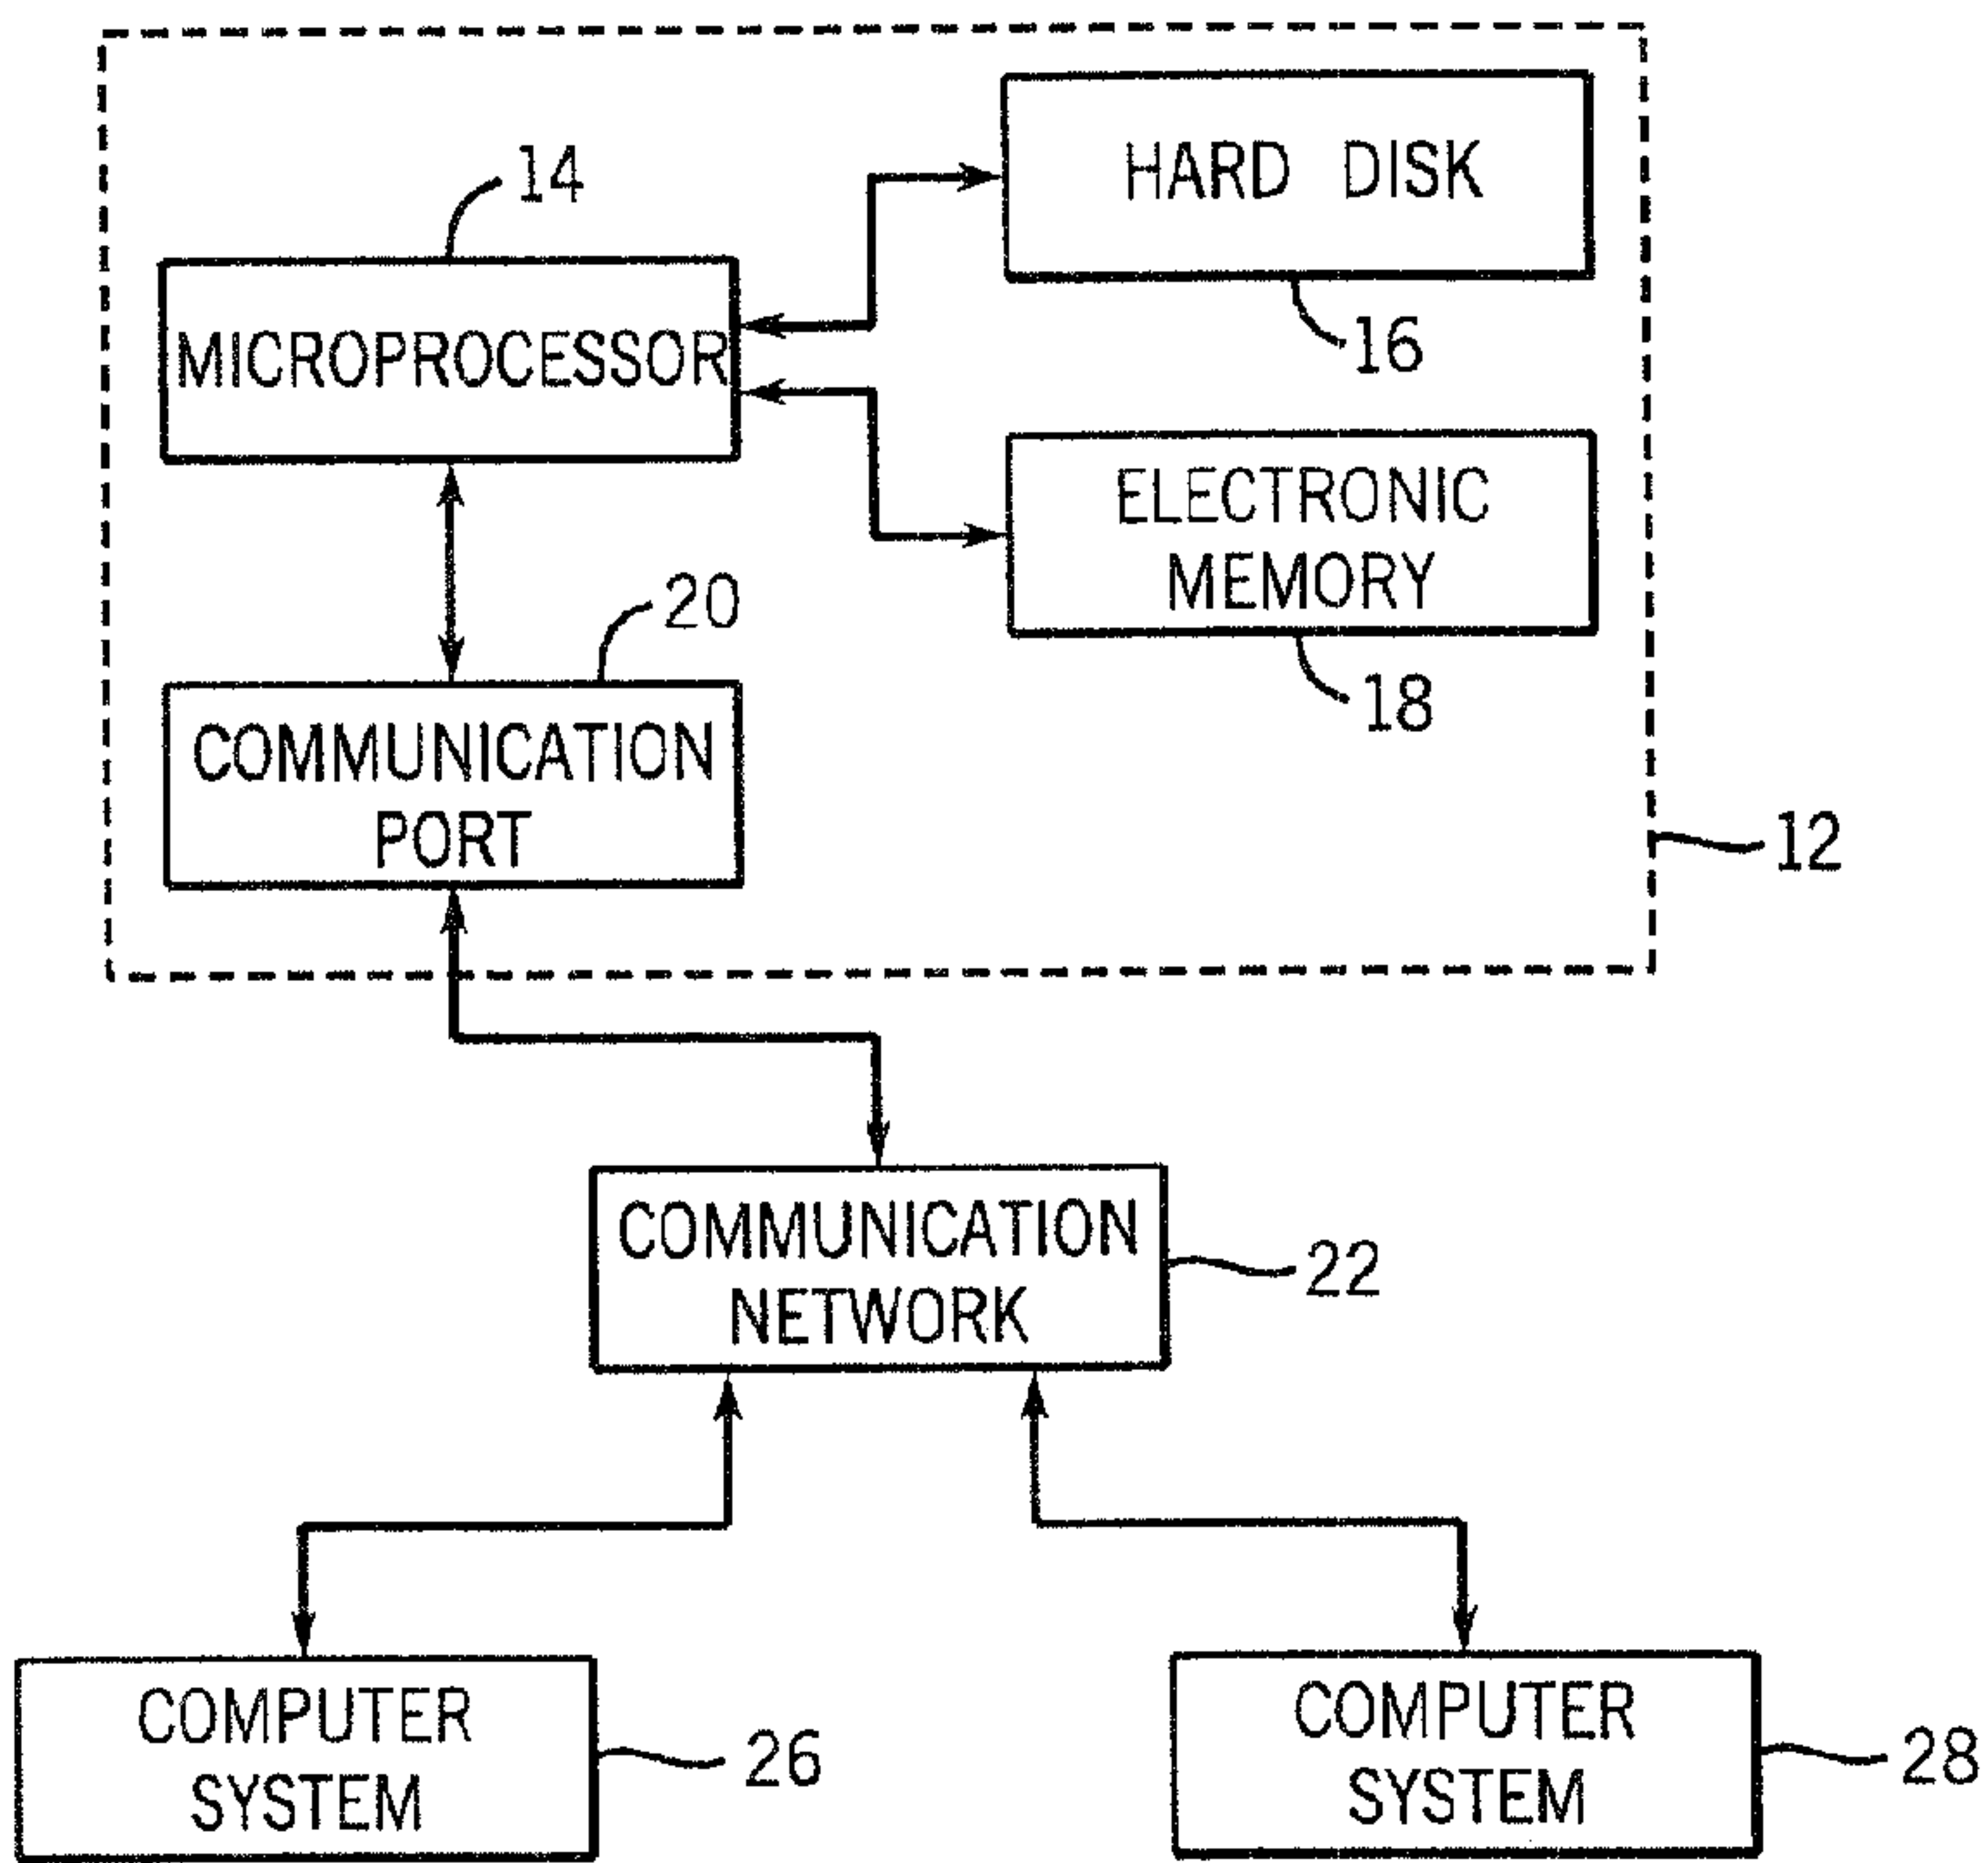 14
HARD DISK
MICROPROCESSOR
16
ELECTRONIC
MEMORY
20
18
COMMUNICATION
PORT
12
COMMUNICATION
NETWORK
22
COMPUTER
SYSTEM
26
COMPUTER
SYSTEM
28